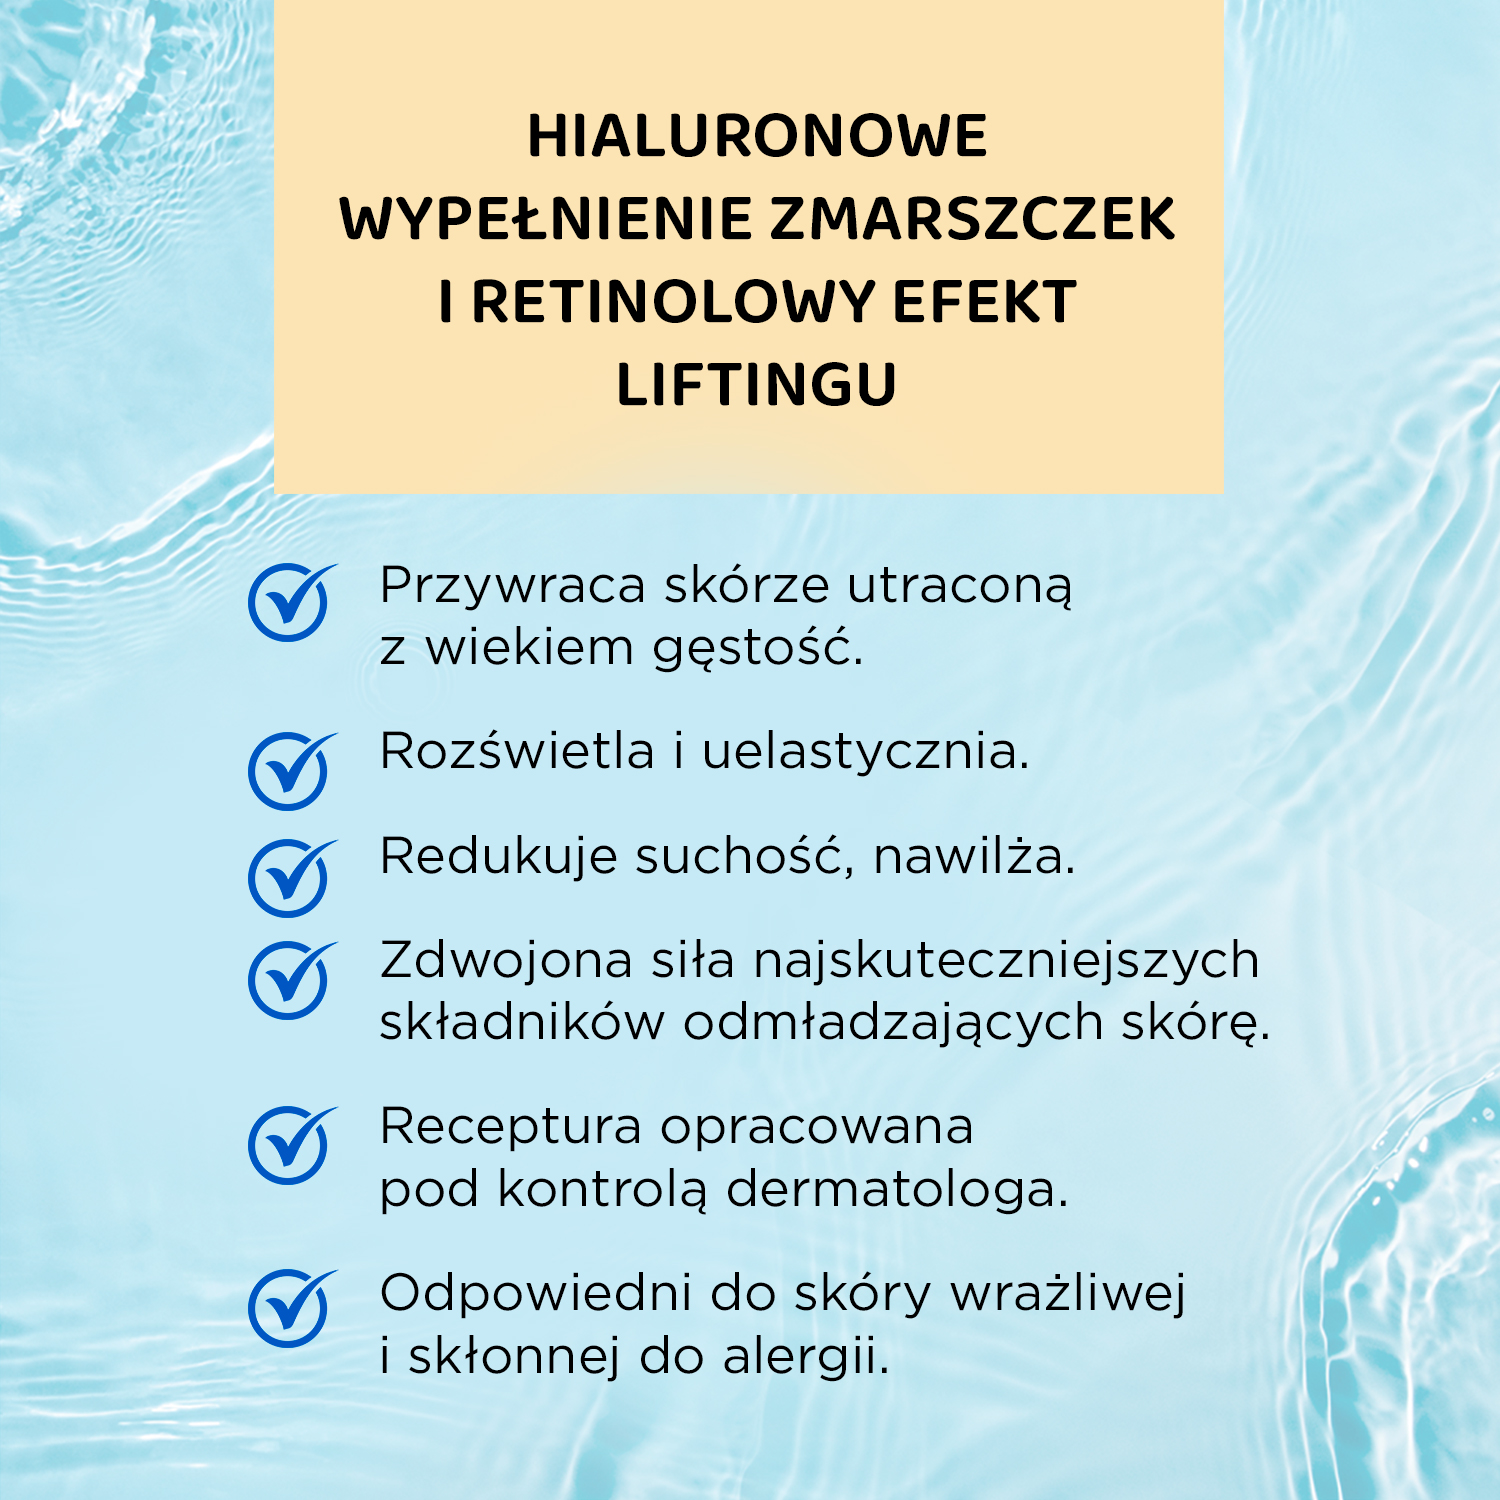 HIALURONOWE
WYPEŁNIENIE ZMARSZCZEK
I RETINOLOWY EFEKT
LIFTINGU
Przywraca skórze utraconą
z wiekiem gęstość.
Rozświetla i uelastycznia.
Redukuje suchość, nawilża.
Zdwojona siła najskuteczniejszych
składników odmładzających skórę.
Receptura opracowana
pod kontrolą dermatologa.
Odpowiedni do skóry wrażliwej
i skłonnej do alergii.